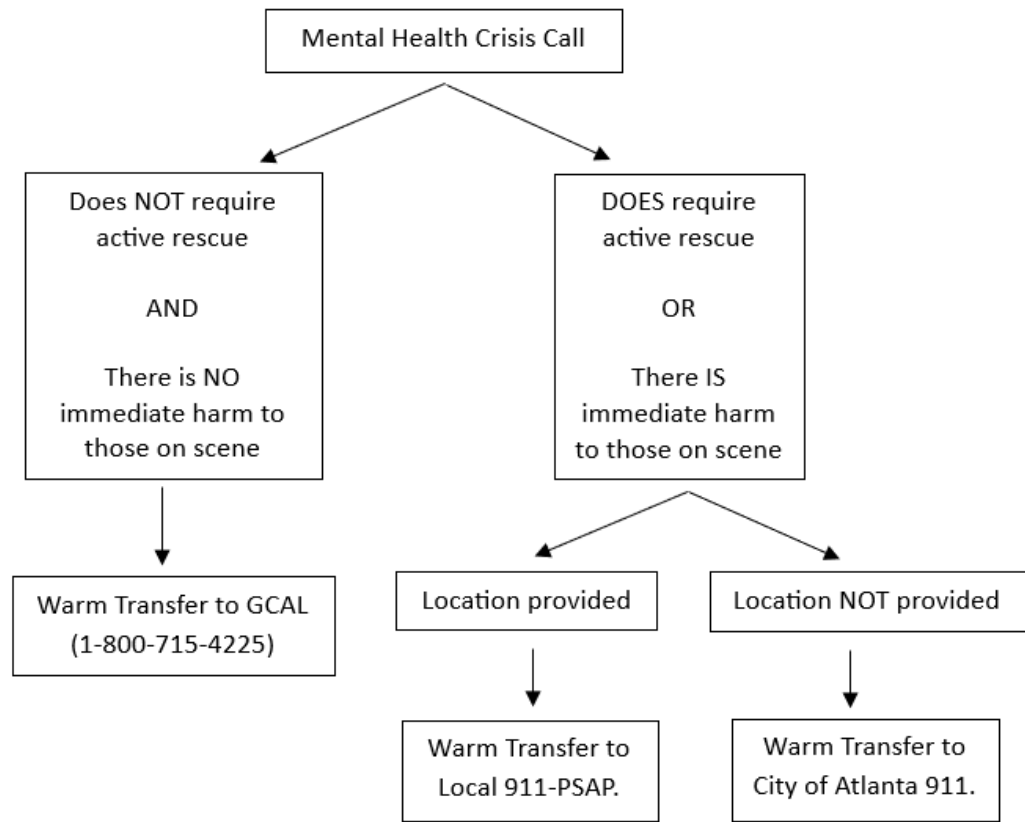 Mental Health Crisis Call
Does NOT require
active rescue
AND
There is NO
immediate harm to
those on scene
DOES require
active rescue
OR
There IS
immediate harm
to those on scene
Warm Transfer to GCAL
(1-800-715-4225)
Location provided
Location NOT provided
Warm Transfer to
Local 911-PSAP.
Warm Transfer to
City of Atlanta 911.